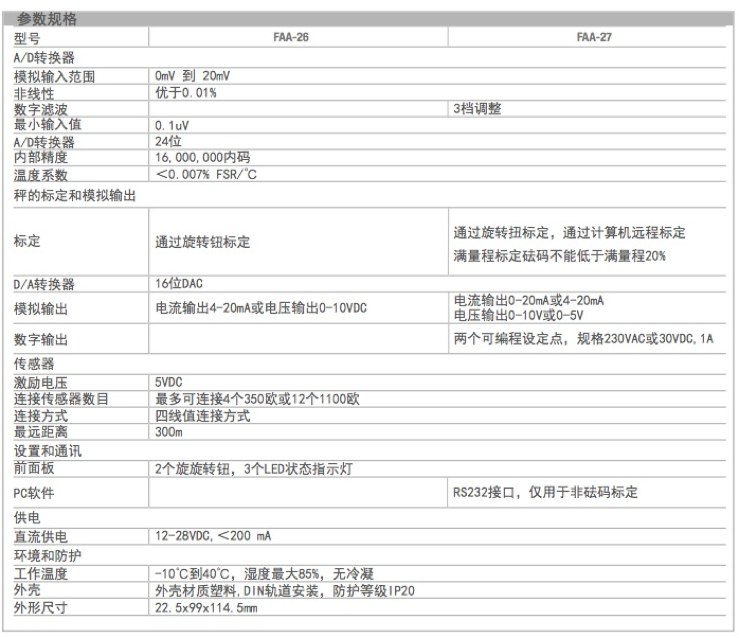 参数规格
型号 FAA-26 FAA-27
A/D转换器
模拟输入范围 0mV 到 20mV
非线性 优于0.01%
数字滤波 3档调整
最小输入值 0.1uV
A/D转换器 24位
内部精度 16,000,000内码
温度系数 <0.007% FSR/℃
秤的标定和模拟输出
标定 通过旋转钮标定 通过旋转扭标定，通过计算机远程标定
满量程标定砝码不能低于满量程20%
D/A转换器 16位DAC
模拟输出 电流输出4-20mA或电压输出0-10VDC 电流输出0-20mA或4-20mA
电压输出0-10V或0-5V
数字输出 两个可编程设定点，规格230VAC或30VDC,1A
传感器
激励电压 5VDC
连接传感器数目 最多可连接4个350欧或12个1100欧
连接方式 四线值连接方式
最远距离 300m
设置和通讯
前面板 2个旋旋转钮，3个LED状态指示灯
PC软件 RS232接口，仅用于非砝码标定
供电
直流供电 12-28VDC,<200 mA
环境和防护
工作温度 -10℃到40℃，湿度最大85%，无冷凝
外壳 外壳材质塑料,DIN轨道安装，防护等级IP20
外形尺寸 22.5x99x114.5mm